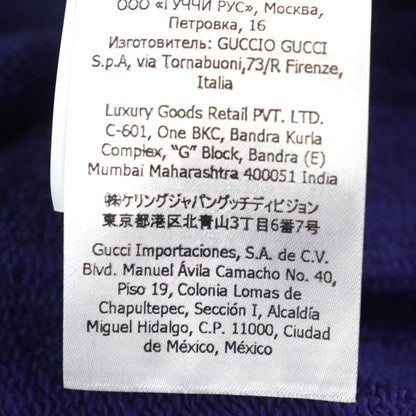 ООО «ГУЧЧИ РУС», Москва,
Петровка, 16
Изготовитель: GUCCIO GUCCI
S.p.A, via Tornabuoni,73/R Firenze,
Italia
Luxury Goods Retail PVT. LTD.
C-601, One BKC, Bandra Kurla
Complex, “G” Block, Bandra (E)
Mumbai Maharashtra 400051 India
㈱ケリングジャパングッチディビジョン
東京都港区北青山3丁目6番7号
Gucci Importaciones, S.A. de C.V.
Blvd. Manuel Ávila Camacho No. 40,
Piso 19, Colonia Lomas de
Chapultepec, Sección I, Alcaldía
Miguel Hidalgo, C.P. 11000, Ciudad
de México, México